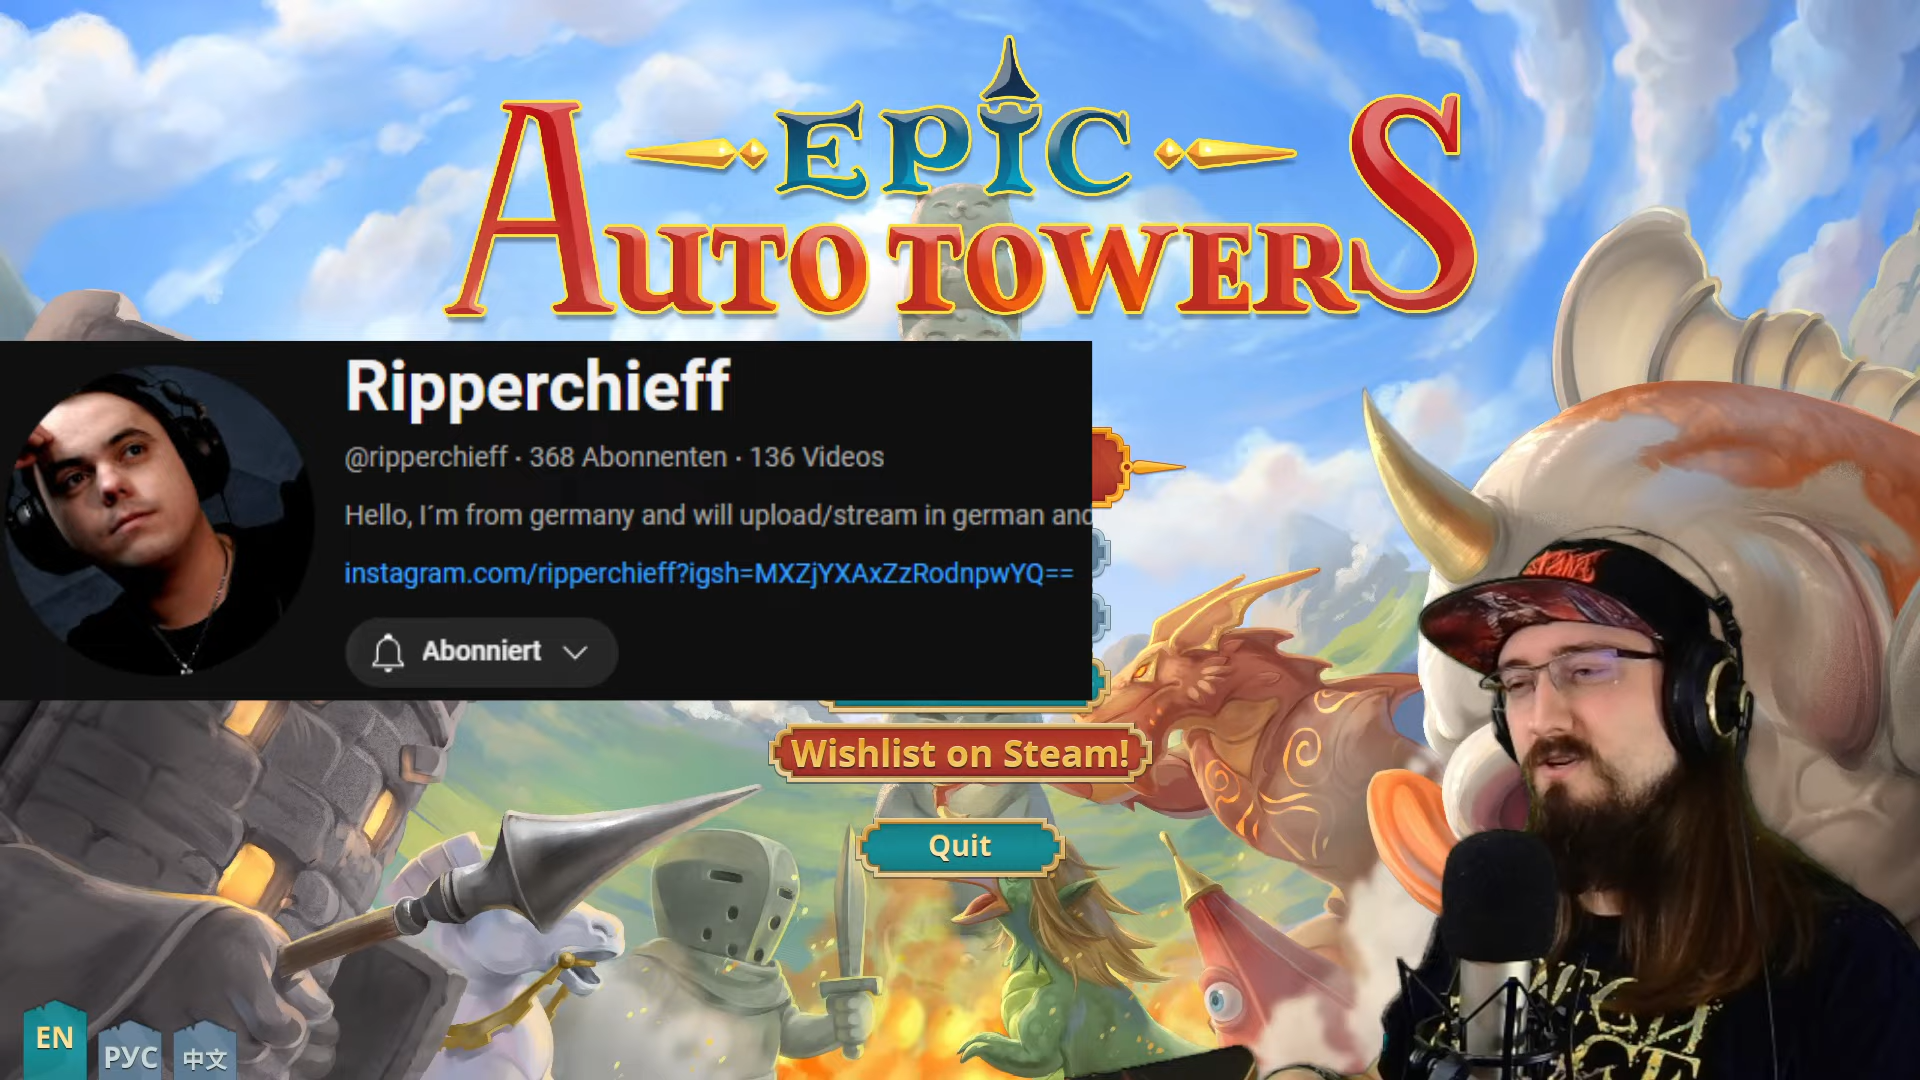 EPIC
AUTO TOWERS
Ripperchieff
@ripperchieff · 368 Abonnenten · 136 Videos
Hello, I´m from germany and will upload/stream in german and
instagram.com/ripperchieff?igsh=MXZjYXAxZzRodnpwYQ==
Abonniert
Wishlist on Steam!
Quit
EN
РУС
中文